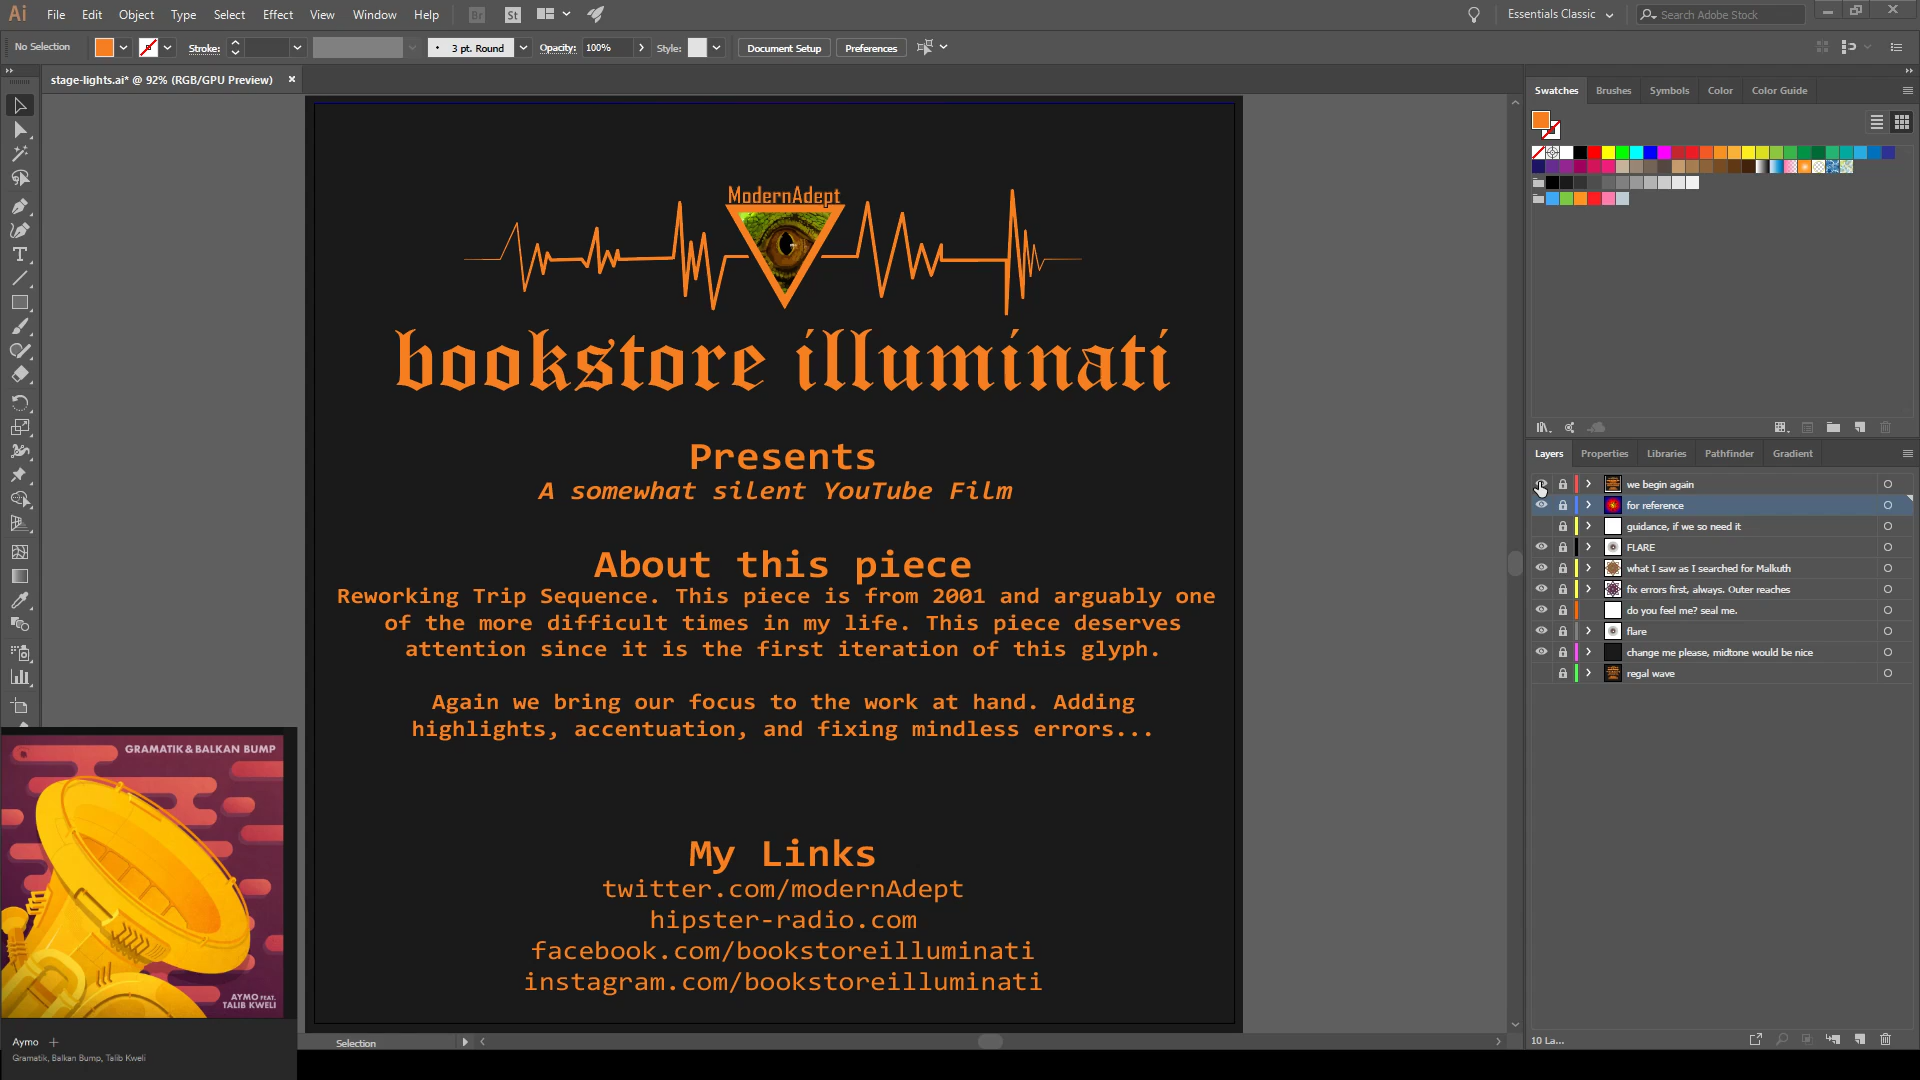 Ai File Edit Object Type Select Effect View Window Help Br St Essentials Classic Search Adobe Stock
No Selection Stroke: 3 pt. Round Opacity: 100% Style: Document Setup Preferences
stage-lights.ai* @ 92% (RGB/GPU Preview)
Swatches Brushes Symbols Color Color Guide
ModernAdept
bookstore illuminati
Presents
A somewhat silent YouTube Film
About this piece
Reworking Trip Sequence. This piece is from 2001 and arguably one
of the more difficult times in my life. This piece deserves
attention since it is the first iteration of this glyph.
Again we bring our focus to the work at hand. Adding
highlights, accentuation, and fixing mindless errors...
My Links
twitter.com/modernAdept
hipster-radio.com
facebook.com/bookstoreilluminati
instagram.com/bookstoreilluminati
Layers Properties Libraries Pathfinder Gradient
we begin again
for reference
guidance, if we so need it
FLARE
what I saw as I searched for Malkuth
fix errors first, always. Outer reaches
do you feel me? seal me.
flare
change me please, midtone would be nice
regal wave
GRAMATIK & BALKAN BUMP
AYMO FEAT.
TALIB KWELI
Aymo
Gramatik, Balkan Bump, Talib Kweli
Selection
10 La...